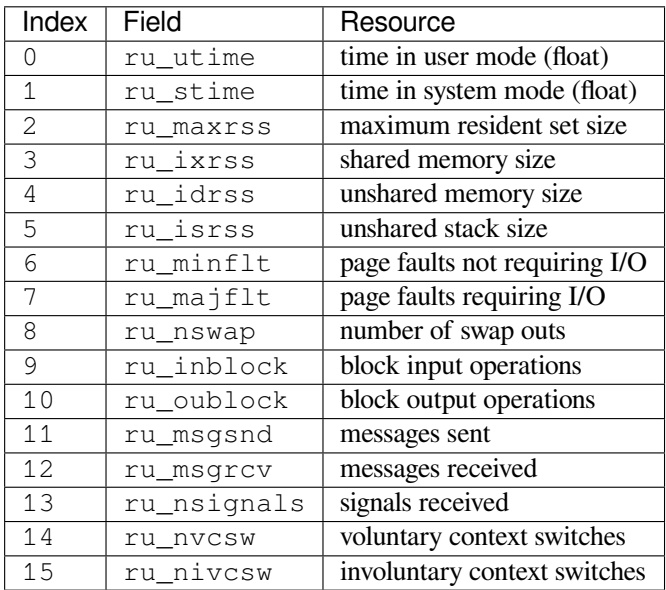 Index Field Resource
0 ru_utime time in user mode (float)
1 ru_stime time in system mode (float)
2 ru_maxrss maximum resident set size
3 ru_ixrss shared memory size
4 ru_idrss unshared memory size
5 ru_isrss unshared stack size
6 ru_minflt page faults not requiring I/O
7 ru_majflt page faults requiring I/O
8 ru_nswap number of swap outs
9 ru_inblock block input operations
10 ru_oublock block output operations
11 ru_msgsnd messages sent
12 ru_msgrcv messages received
13 ru_nsignals signals received
14 ru_nvcsw voluntary context switches
15 ru_nivcsw involuntary context switches